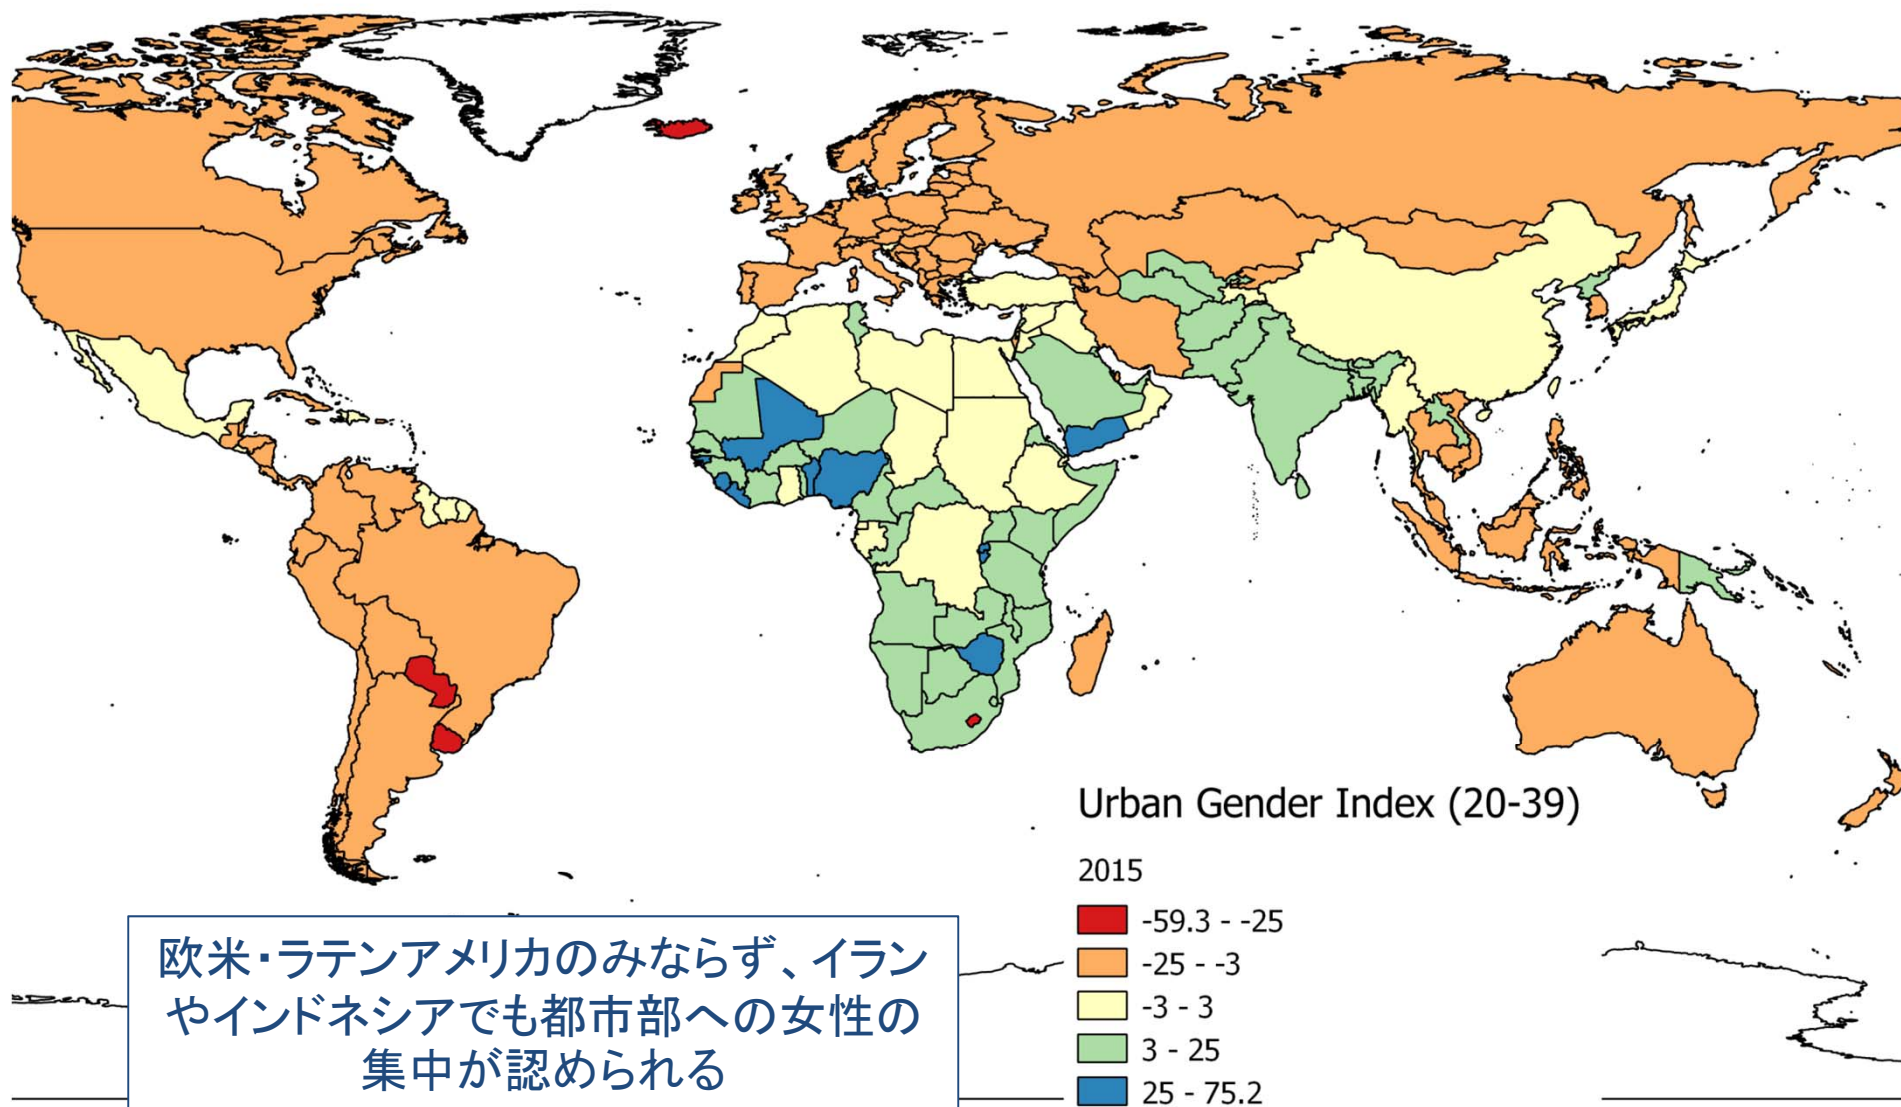 Urban Gender Index (20-39)
2015
-59.3 - -25
-25 - -3
-3 - 3
3 - 25
25 - 75.2
欧米・ラテンアメリカのみならず、イラン
やインドネシアでも都市部への女性の
集中が認められる